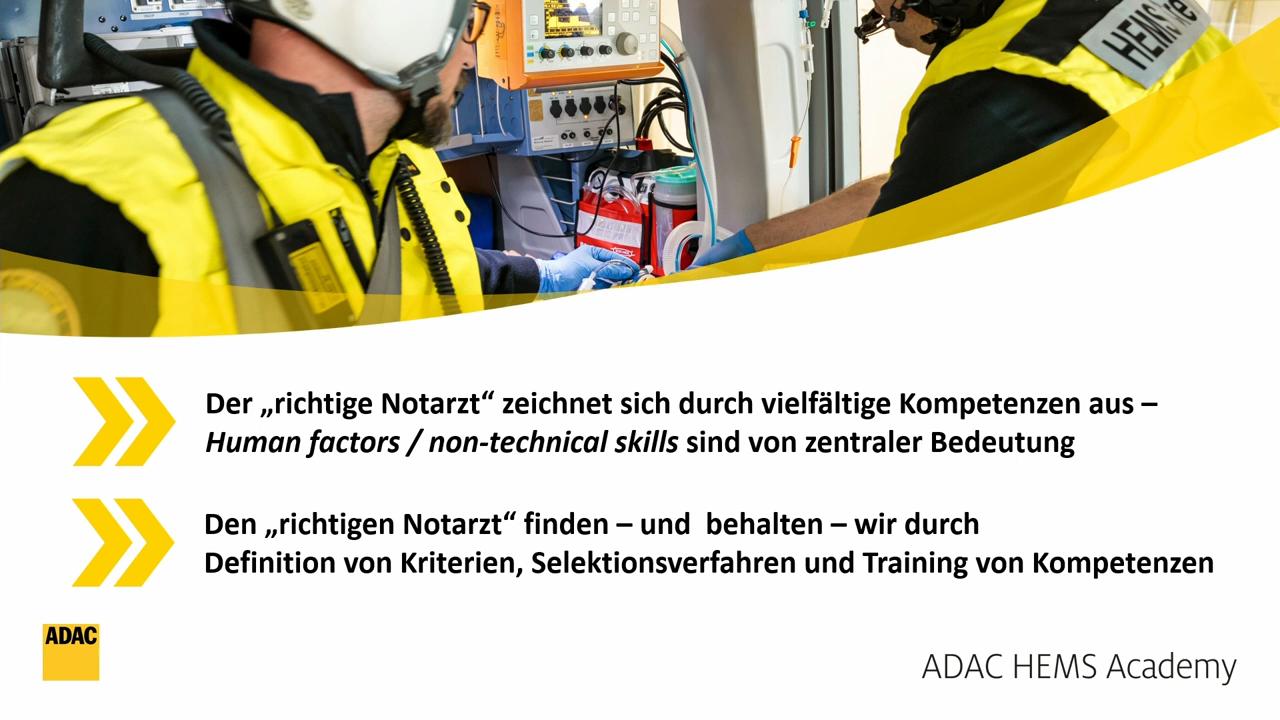 HEMS
Der „richtige Notarzt“ zeichnet sich durch vielfältige Kompetenzen aus –
Human factors / non-technical skills sind von zentraler Bedeutung
Den „richtigen Notarzt“ finden – und  behalten – wir durch
Definition von Kriterien, Selektionsverfahren und Training von Kompetenzen
ADAC
ADAC HEMS Academy